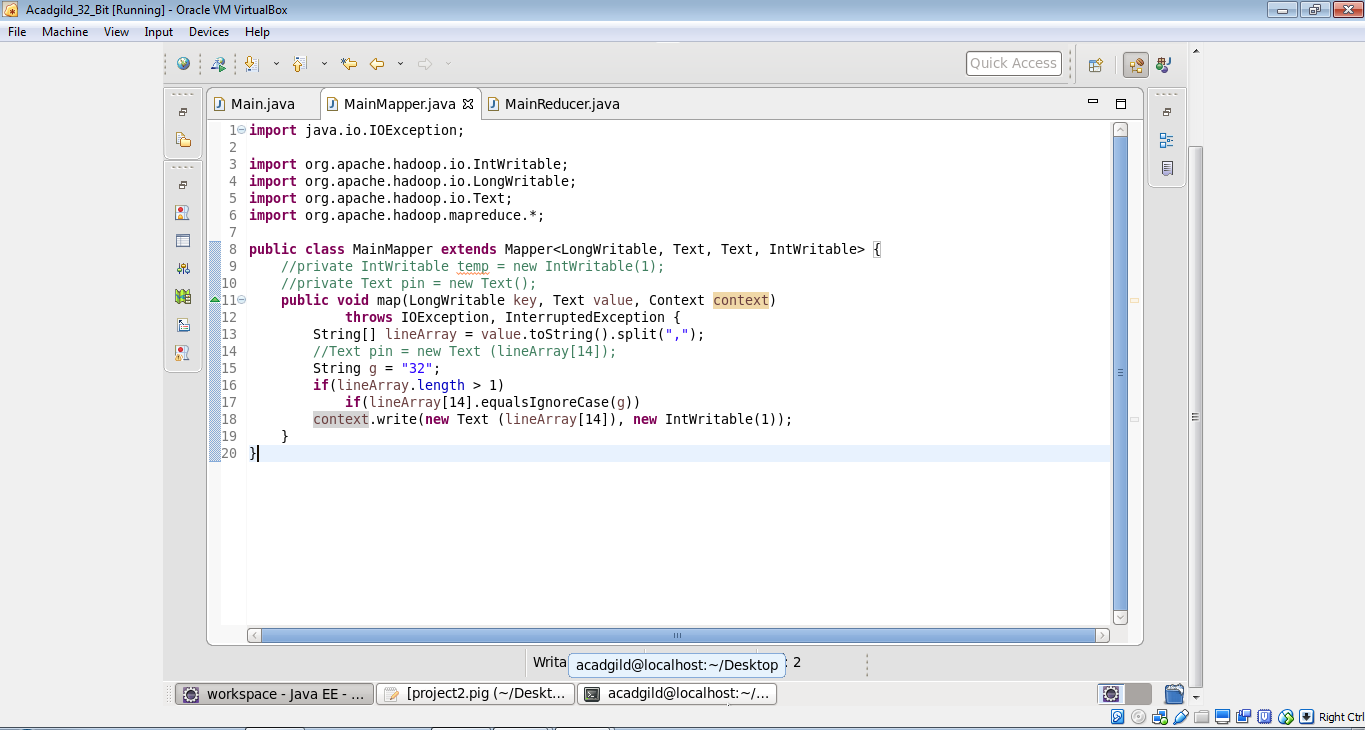 Acadgild_32_Bit [Running] - Oracle VM VirtualBox
File Machine View Input Devices Help
Quick Access
Main.java MainMapper.java MainReducer.java
1 import java.io.IOException;
2
3 import org.apache.hadoop.io.IntWritable;
4 import org.apache.hadoop.io.LongWritable;
5 import org.apache.hadoop.io.Text;
6 import org.apache.hadoop.mapreduce.*;
7
8 public class MainMapper extends Mapper<LongWritable, Text, Text, IntWritable> {
9 //private IntWritable temp = new IntWritable(1);
10 //private Text pin = new Text();
11 public void map(LongWritable key, Text value, Context context)
12 throws IOException, InterruptedException {
13 String[] lineArray = value.toString().split(",");
14 //Text pin = new Text (lineArray[14]);
15 String g = "32";
16 if(lineArray.length > 1)
17 if(lineArray[14].equalsIgnoreCase(g))
18 context.write(new Text (lineArray[14]), new IntWritable(1));
19 }
20 }
Writa acadgild@localhost:~/Desktop : 2
workspace - Java EE - ... [project2.pig (~/Deskt... acadgild@localhost:~/...
Right Ctrl